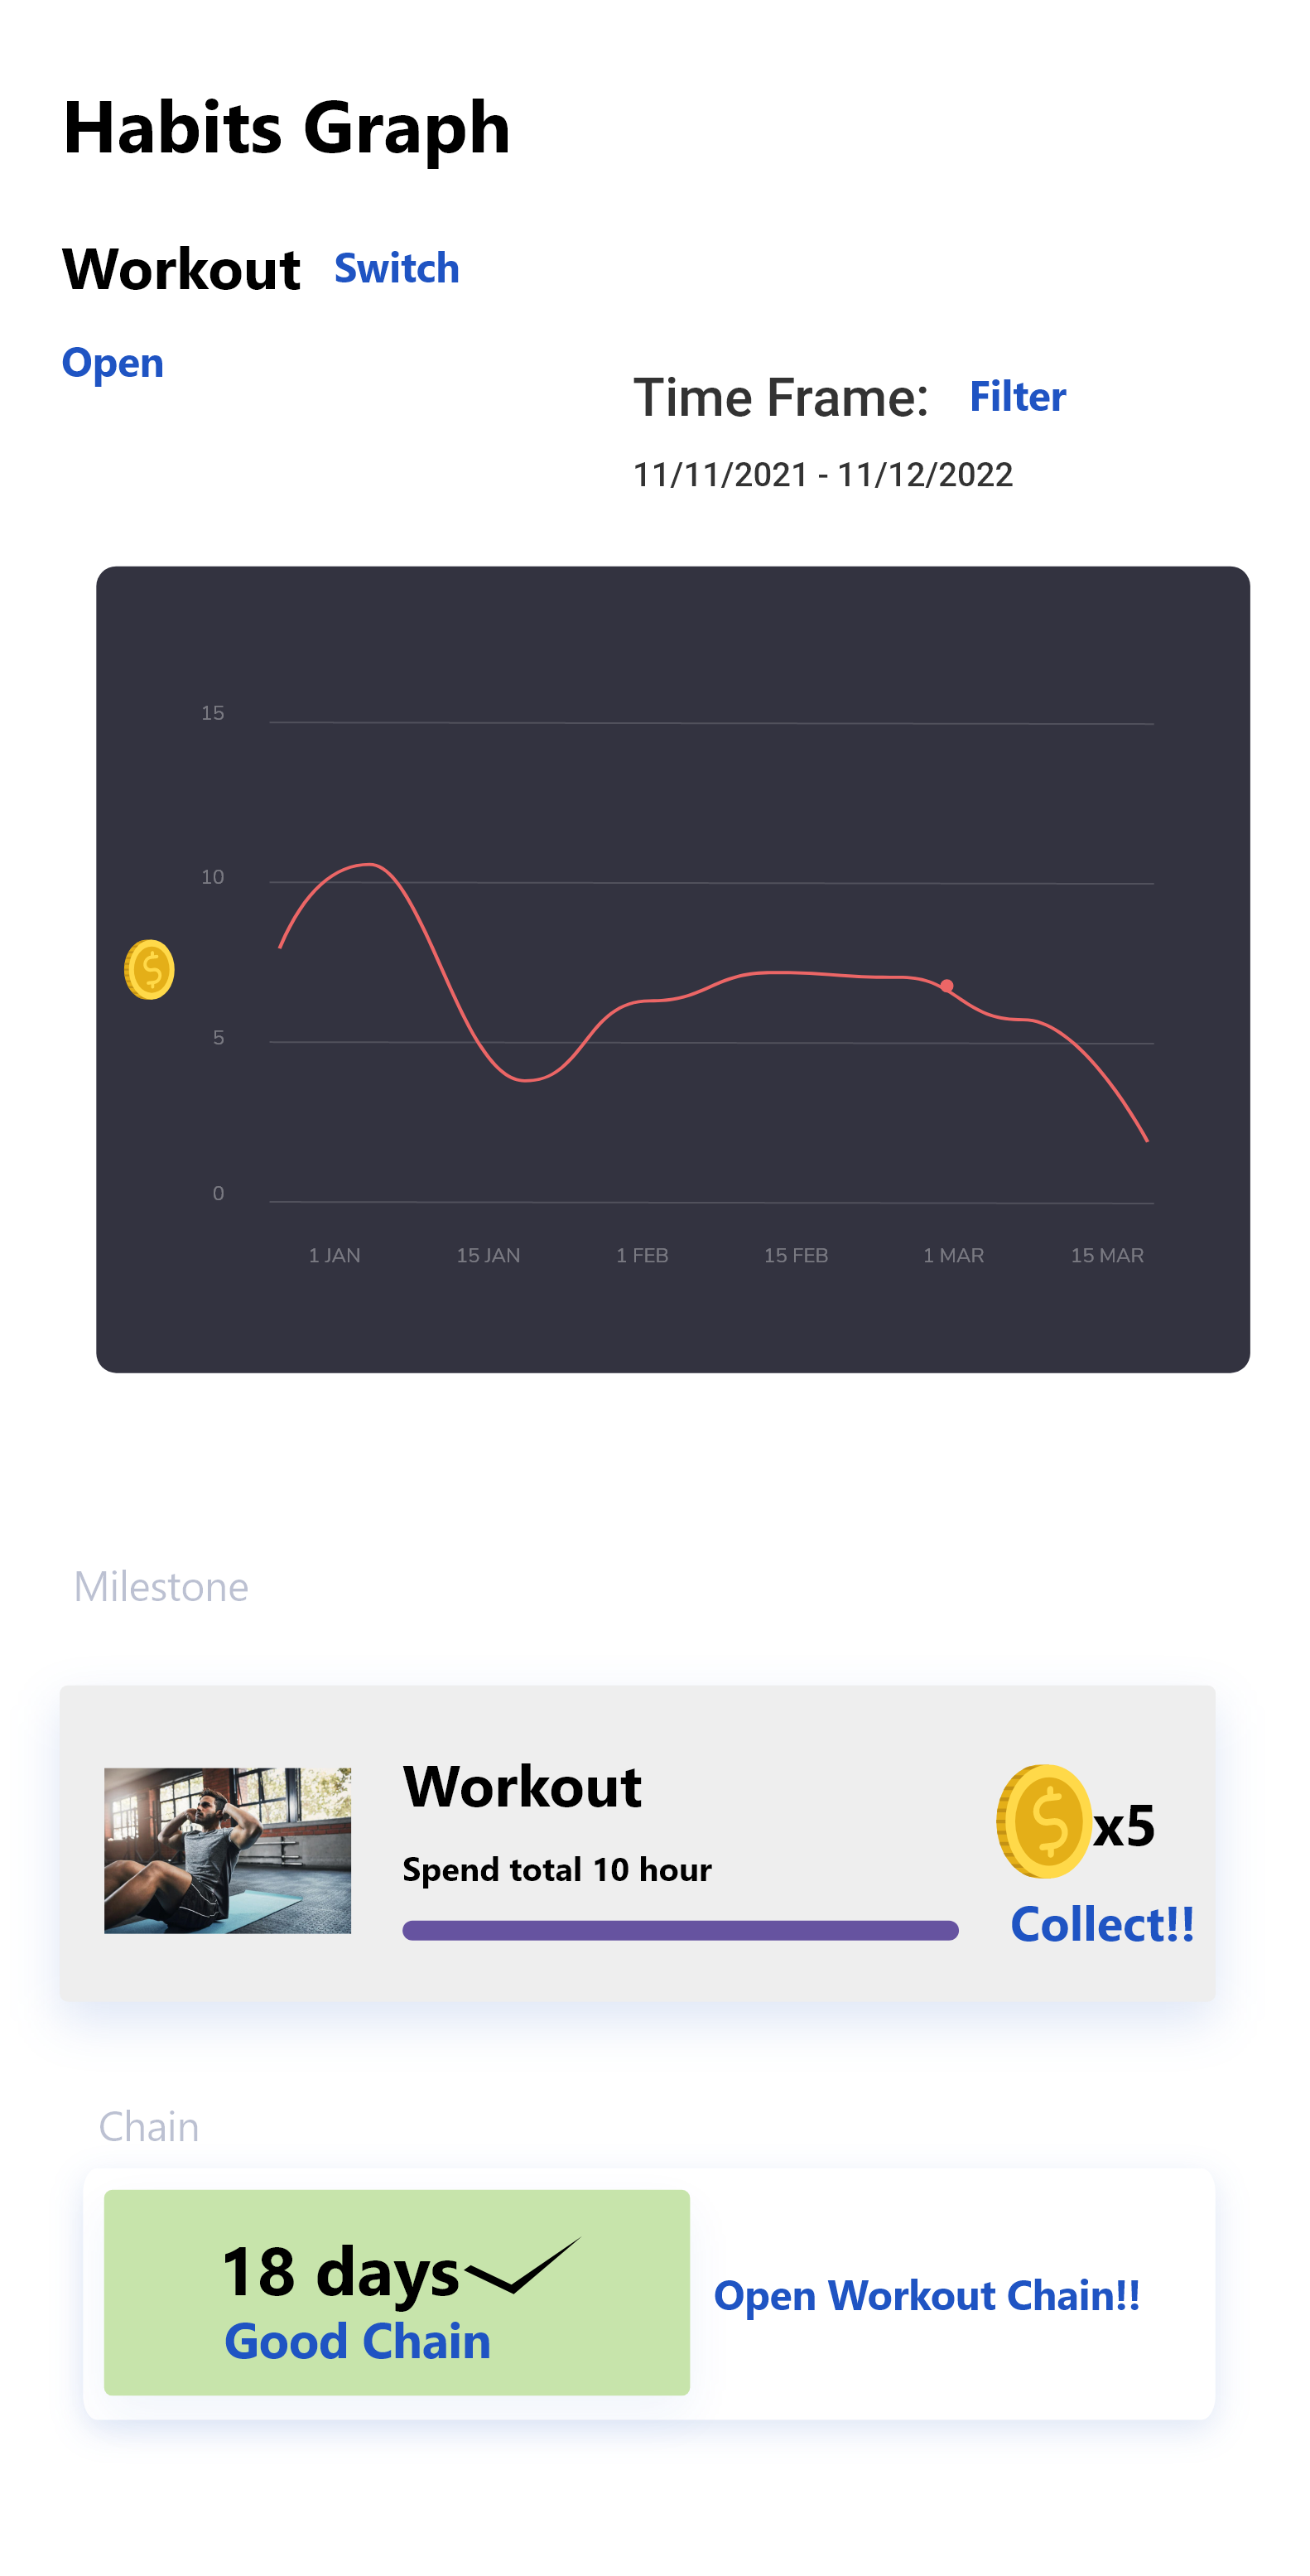 Habits Graph
Workout Switch
Open
Time Frame: Filter
11/11/2021 - 11/12/2022
15
10
5
0
1 JAN 15 JAN 1 FEB 15 FEB 1 MAR 15 MAR
Milestone
Workout
Spend total 10 hour
x5
Collect!!
Chain
18 days
Good Chain
Open Workout Chain!!